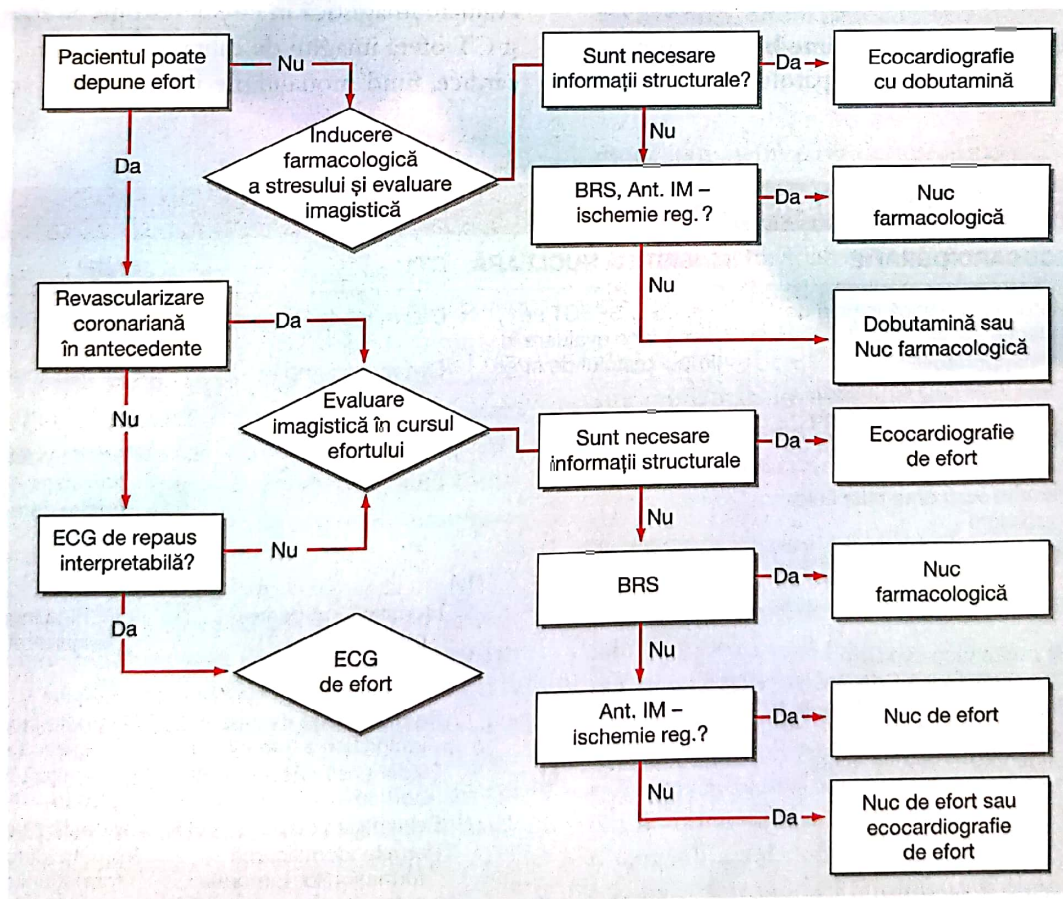 Pacientul poate
depune efort
Nu
Da
Inducere
farmacologică
a stresului și evaluare
imagistică
Sunt necesare
informații structurale?
Da
Ecocardiografie
cu dobutamină
Nu
BRS, Ant. IM –
ischemie reg.?
Da
Nuc
farmacologică
Nu
Dobutamină sau
Nuc farmacologică
Revascularizare
coronariană
în antecedente
Da
Nu
Evaluare
imagistică în cursul
efortului
Sunt necesare
informații structurale
Da
Ecocardiografie
de efort
Nu
ECG de repaus
interpretabilă?
Nu
Da
ECG
de efort
BRS
Da
Nuc
farmacologică
Nu
Ant. IM –
ischemie reg.?
Da
Nuc de efort
Nu
Da
Nuc de efort sau
ecocardiografie
de efort